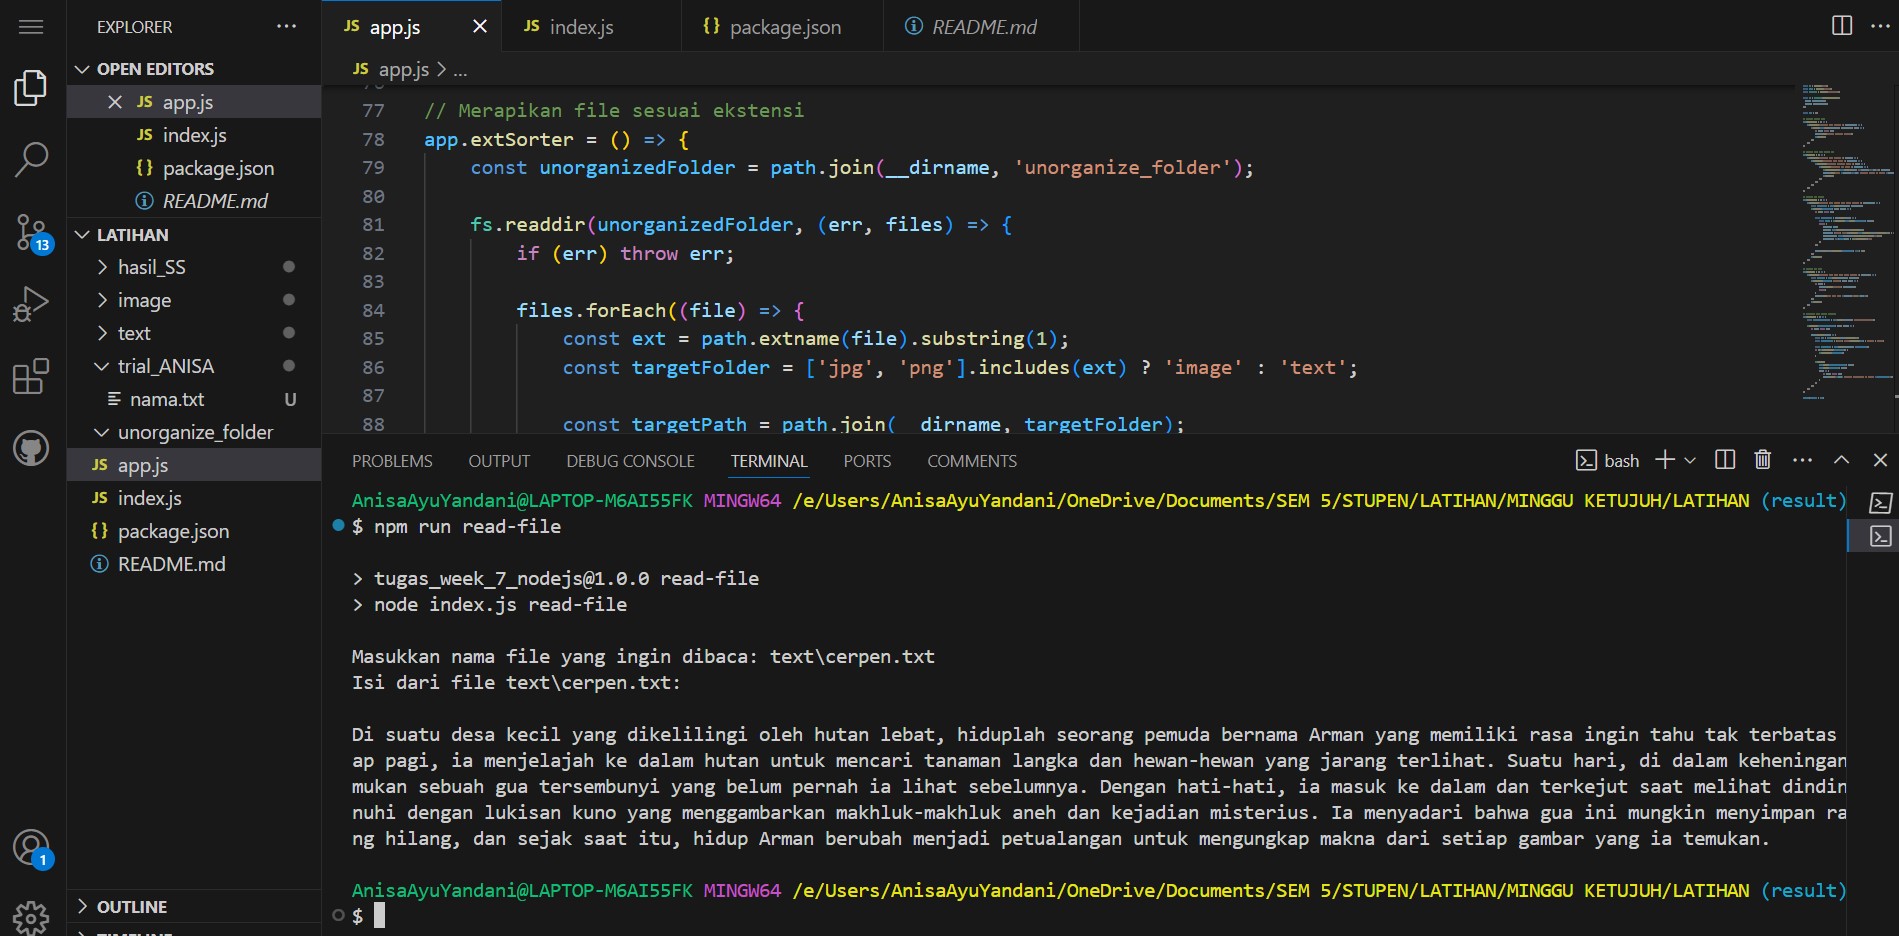 EXPLORER ...
OPEN EDITORS
JS app.js
JS index.js
{} package.json
README.md
LATIHAN
hasil_SS
image
text
trial_ANISA
nama.txt U
unorganize_folder
JS app.js
JS index.js
{} package.json
README.md
OUTLINE
13
1
JS app.js
JS index.js
{} package.json
README.md
JS app.js > ...
77 // Merapikan file sesuai ekstensi
78 app.extSorter = () => {
79 const unorganizedFolder = path.join(__dirname, 'unorganize_folder');
80
81 fs.readdir(unorganizedFolder, (err, files) => {
82 if (err) throw err;
83
84 files.forEach((file) => {
85 const ext = path.extname(file).substring(1);
86 const targetFolder = ['jpg', 'png'].includes(ext) ? 'image' : 'text';
87
88 const targetPath = path.join(__dirname, targetFolder);
PROBLEMS OUTPUT DEBUG CONSOLE TERMINAL PORTS COMMENTS bash
AnisaAyuYandani@LAPTOP-M6AI55FK MINGW64 /e/Users/AnisaAyuYandani/OneDrive/Documents/SEM 5/STUPEN/LATIHAN/MINGGU KETUJUH/LATIHAN (result)
$ npm run read-file
> tugas_week_7_nodejs@1.0.0 read-file
> node index.js read-file
Masukkan nama file yang ingin dibaca: text\cerpen.txt
Isi dari file text\cerpen.txt:
Di suatu desa kecil yang dikelilingi oleh hutan lebat, hiduplah seorang pemuda bernama Arman yang memiliki rasa ingin tahu tak terbatas
ap pagi, ia menjelajah ke dalam hutan untuk mencari tanaman langka dan hewan-hewan yang jarang terlihat. Suatu hari, di dalam keheningan
mukan sebuah gua tersembunyi yang belum pernah ia lihat sebelumnya. Dengan hati-hati, ia masuk ke dalam dan terkejut saat melihat dindin
nuhi dengan lukisan kuno yang menggambarkan makhluk-makhluk aneh dan kejadian misterius. Ia menyadari bahwa gua ini mungkin menyimpan ra
ng hilang, dan sejak saat itu, hidup Arman berubah menjadi petualangan untuk mengungkap makna dari setiap gambar yang ia temukan.
AnisaAyuYandani@LAPTOP-M6AI55FK MINGW64 /e/Users/AnisaAyuYandani/OneDrive/Documents/SEM 5/STUPEN/LATIHAN/MINGGU KETUJUH/LATIHAN (result)
$